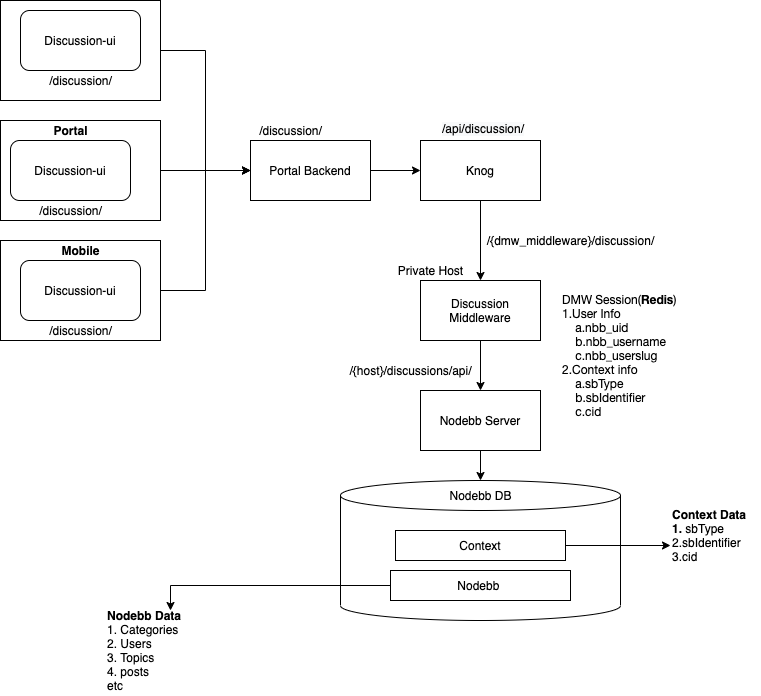 Discussion-ui
/discussion/
Portal
Discussion-ui
/discussion/
Mobile
Discussion-ui
/discussion/
/discussion/
Portal Backend
/api/discussion/
Knog
/{dmw_middleware}/discussion/
Private Host
Discussion
Middleware
DMW Session(Redis)
1.User Info
a.nbb_uid
b.nbb_username
c.nbb_userslug
2.Context info
a.sbType
b.sbIdentifier
c.cid
/{host}/discussions/api/
Nodebb Server
Nodebb DB
Context
Nodebb
Context Data
1. sbType
2.sbIdentifier
3.cid
Nodebb Data
1. Categories
2. Users
3. Topics
4. posts
etc